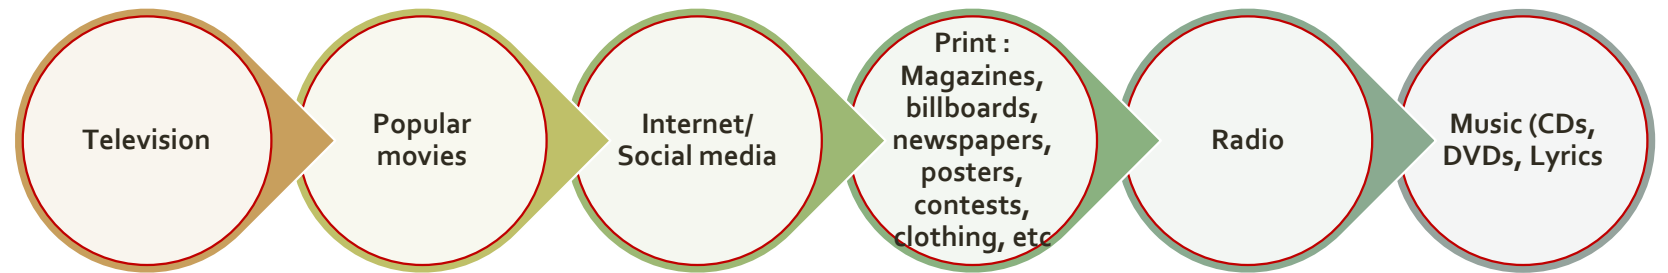 Television
Popular
movies
Internet/
Social media
Print :
Magazines,
billboards,
newspapers,
posters,
contests,
clothing, etc
Radio
Music (CDs,
DVDs, Lyrics